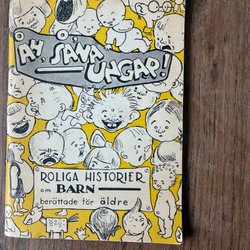 ÅH, SÅNA
UNGAR!
ROLIGA HISTORIER
om BARN
berättade för äldre